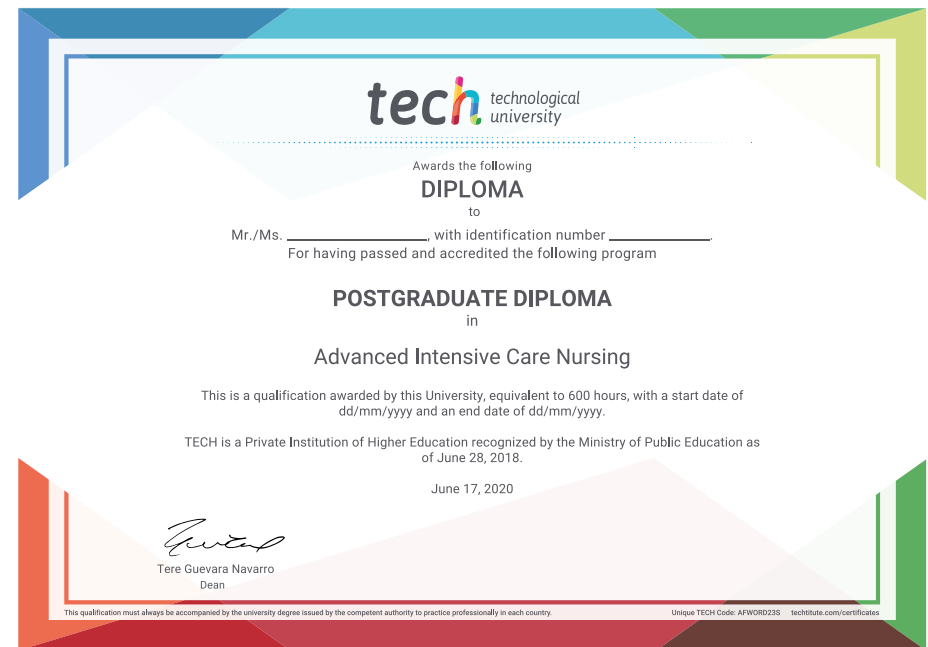 tech technological
university
Awards the following
DIPLOMA
to
Mr./Ms. ____________________, with identification number ______________.
For having passed and accredited the following program
POSTGRADUATE DIPLOMA
in
Advanced Intensive Care Nursing
This is a qualification awarded by this University, equivalent to 600 hours, with a start date of
dd/mm/yyyy and an end date of dd/mm/yyyy.
TECH is a Private Institution of Higher Education recognized by the Ministry of Public Education as
of June 28, 2018.
June 17, 2020
Tere Guevara Navarro
Dean
This qualification must always be accompanied by the university degree issued by the competent authority to practice professionally in each country.
Unique TECH Code: AFWORD23S techtitute.com/certificates